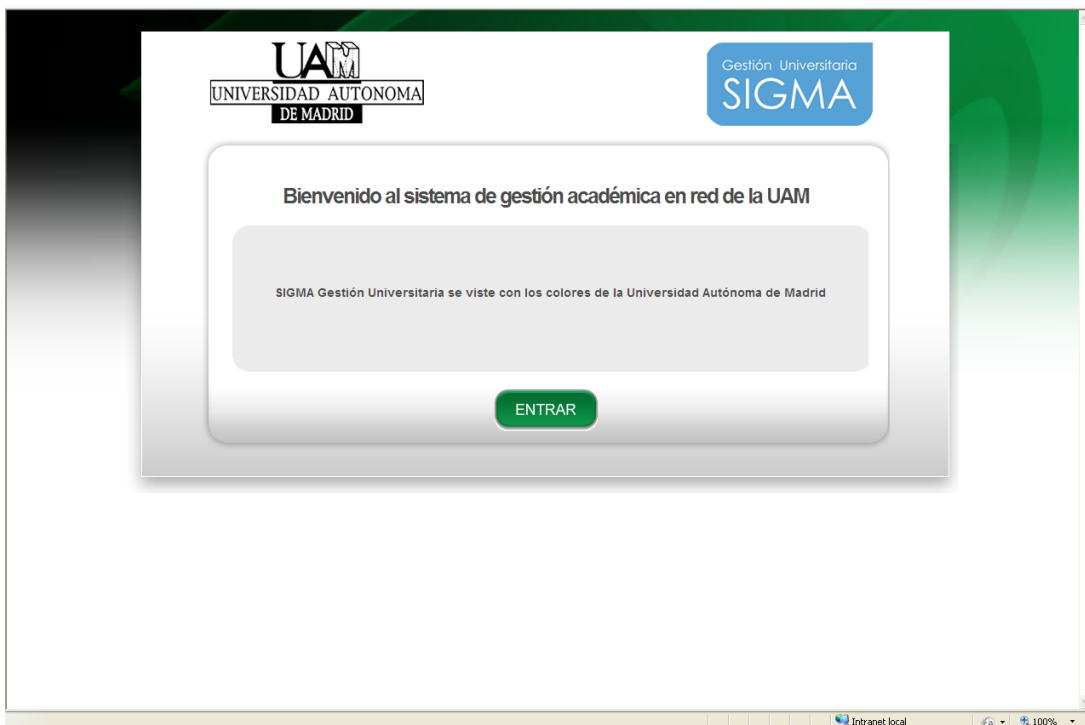 UAM
UNIVERSIDAD AUTONOMA
DE MADRID
Gestión Universitaria
SIGMA
Bienvenido al sistema de gestión académica en red de la UAM
SIGMA Gestión Universitaria se viste con los colores de la Universidad Autónoma de Madrid
ENTRAR
Intranet local
100%